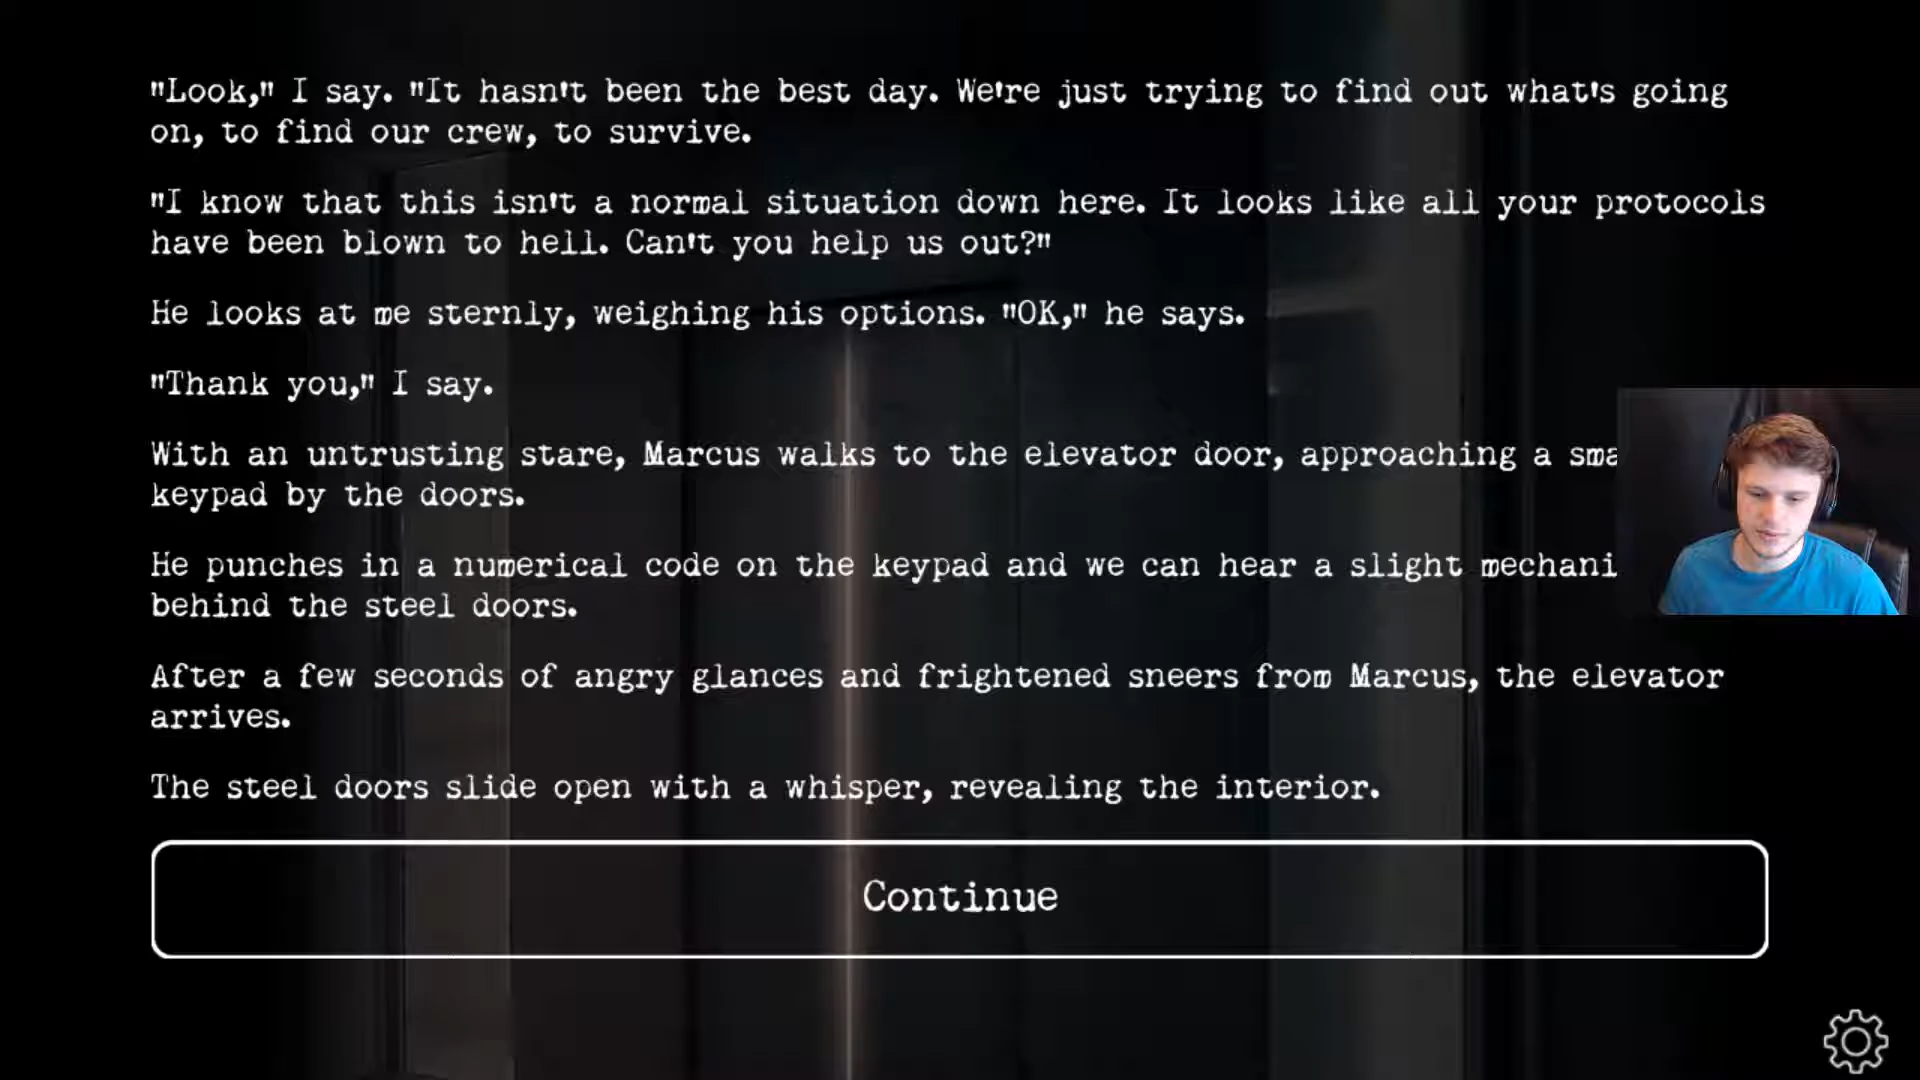 "Look," I say. "It hasn't been the best day. We're just trying to find out what's going
on, to find our crew, to survive.
"I know that this isn't a normal situation down here. It looks like all your protocols
have been blown to hell. Can't you help us out?"
He looks at me sternly, weighing his options. "OK," he says.
"Thank you," I say.
With an untrusting stare, Marcus walks to the elevator door, approaching a
keypad by the doors.
He punches in a numerical code on the keypad and we can hear a slight
behind the steel doors.
After a few seconds of angry glances and frightened sneers from Marcus, the elevator
arrives.
The steel doors slide open with a whisper, revealing the interior.
Continue